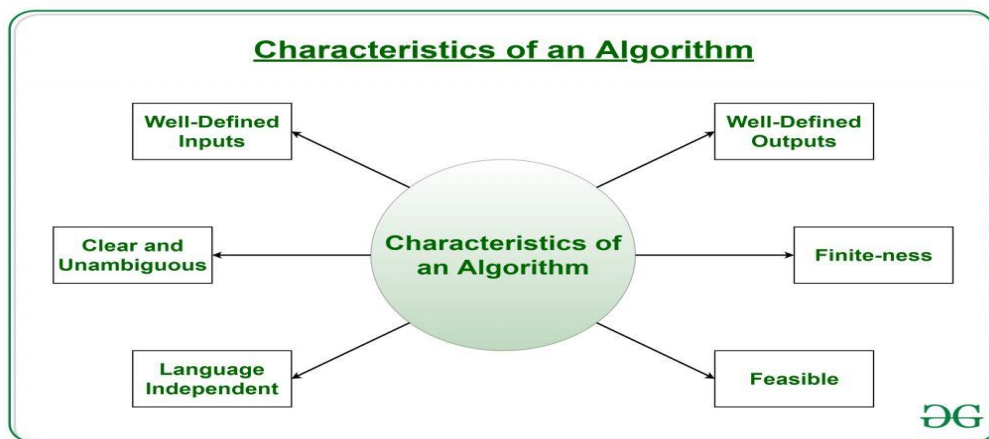 Characteristics of an Algorithm
Well-Defined
Inputs
Well-Defined
Outputs
Clear and
Unambiguous
Characteristics of
an Algorithm
Finite-ness
Language
Independent
Feasible